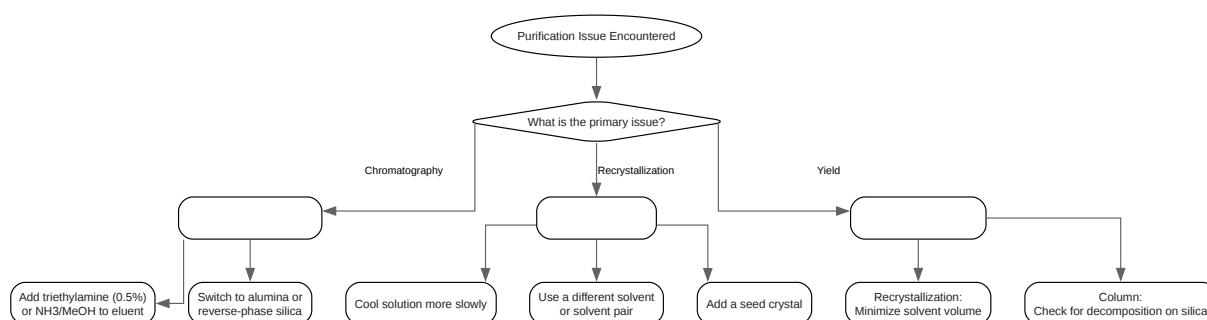 Purification Issue Encountered
What is the primary issue?
Chromatography
Recrystallization
Yield
Add triethylamine (0.5%)
or NH3/MeOH to eluent
Switch to alumina or
reverse-phase silica
Cool solution more slowly
Use a different solvent
or solvent pair
Add a seed crystal
Recrystallization:
Minimize solvent volume
Column:
Check for decomposition on silica